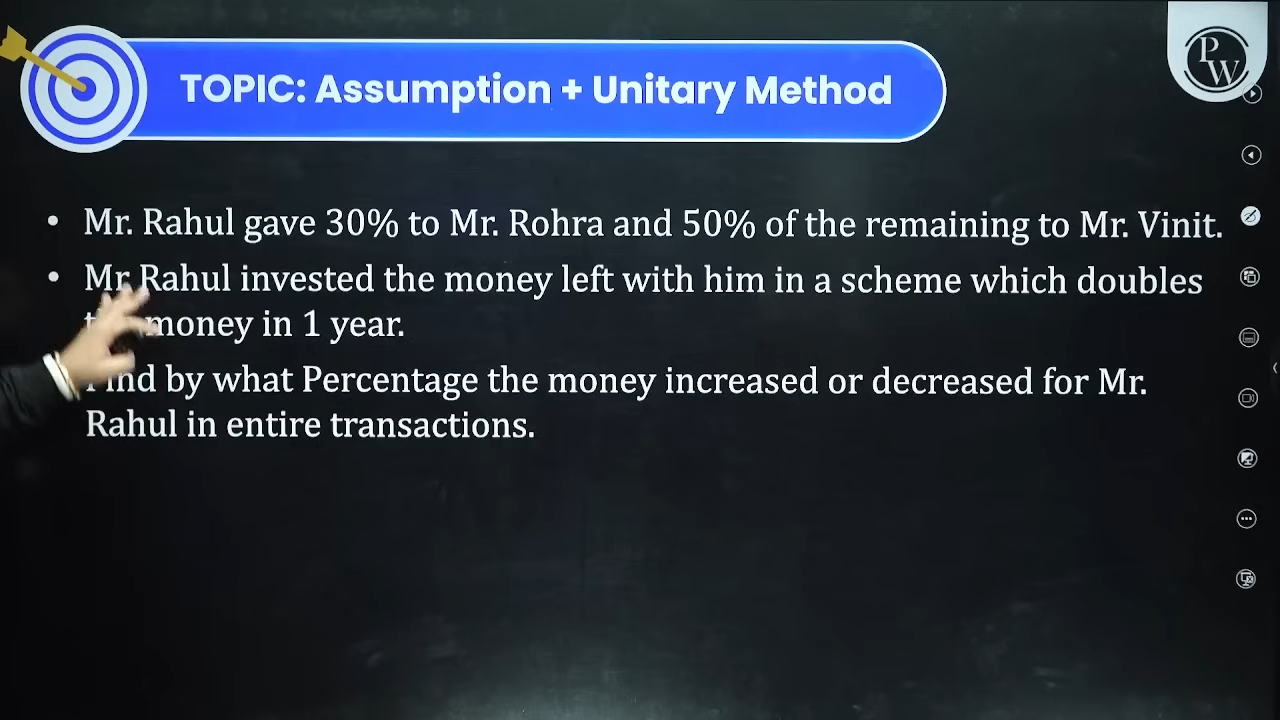 TOPIC: Assumption + Unitary Method
PW
• Mr. Rahul gave 30% to Mr. Rohra and 50% of the remaining to Mr. Vinit.
• Mr. Rahul invested the money left with him in a scheme which doubles
money in 1 year.
Find by what Percentage the money increased or decreased for Mr.
Rahul in entire transactions.